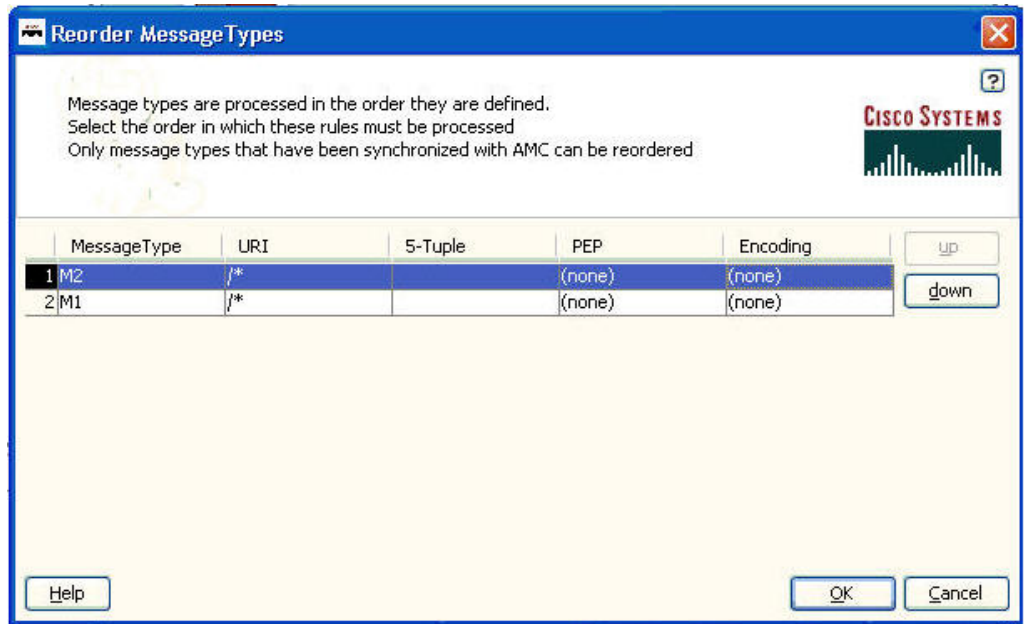 Reorder MessageTypes
?
Message types are processed in the order they are defined.
Select the order in which these rules must be processed
Only message types that have been synchronized with AMC can be reordered
CISCO SYSTEMS
MessageType URI 5-Tuple PEP Encoding
up
1 M2 /* (none) (none)
down
2 M1 /* (none) (none)
Help OK Cancel